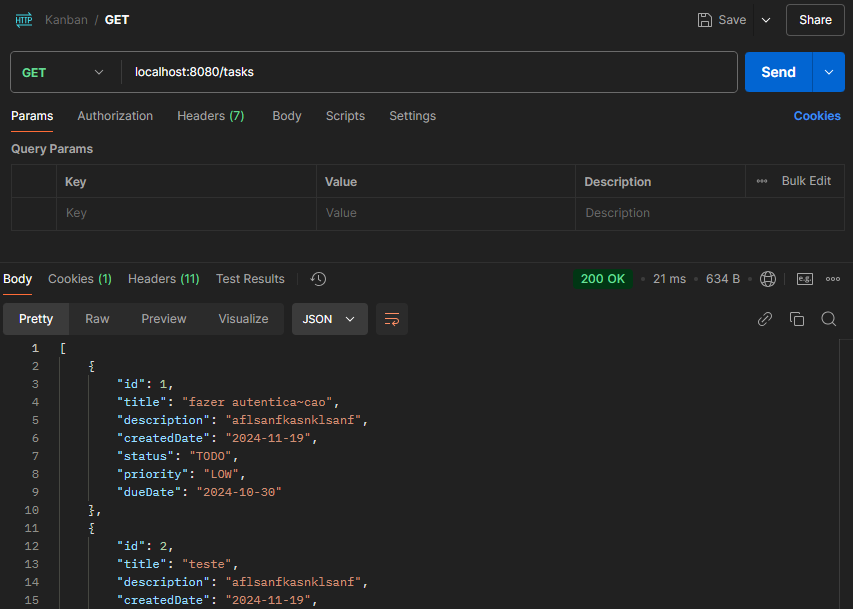 HTTP Kanban / GET Save Share
GET localhost:8080/tasks Send
Params Authorization Headers (7) Body Scripts Settings Cookies
Query Params
Key Value Description Bulk Edit
Key Value Description
Body Cookies (1) Headers (11) Test Results 200 OK 21 ms 634 B e.g.
Pretty Raw Preview Visualize JSON
1 [
2 {
3 "id": 1,
4 "title": "fazer autentica~cao",
5 "description": "aflsanfkasnklsanf",
6 "createdDate": "2024-11-19",
7 "status": "TODO",
8 "priority": "LOW",
9 "dueDate": "2024-10-30"
10 },
11 {
12 "id": 2,
13 "title": "teste",
14 "description": "aflsanfkasnklsanf",
15 "createdDate": "2024-11-19",